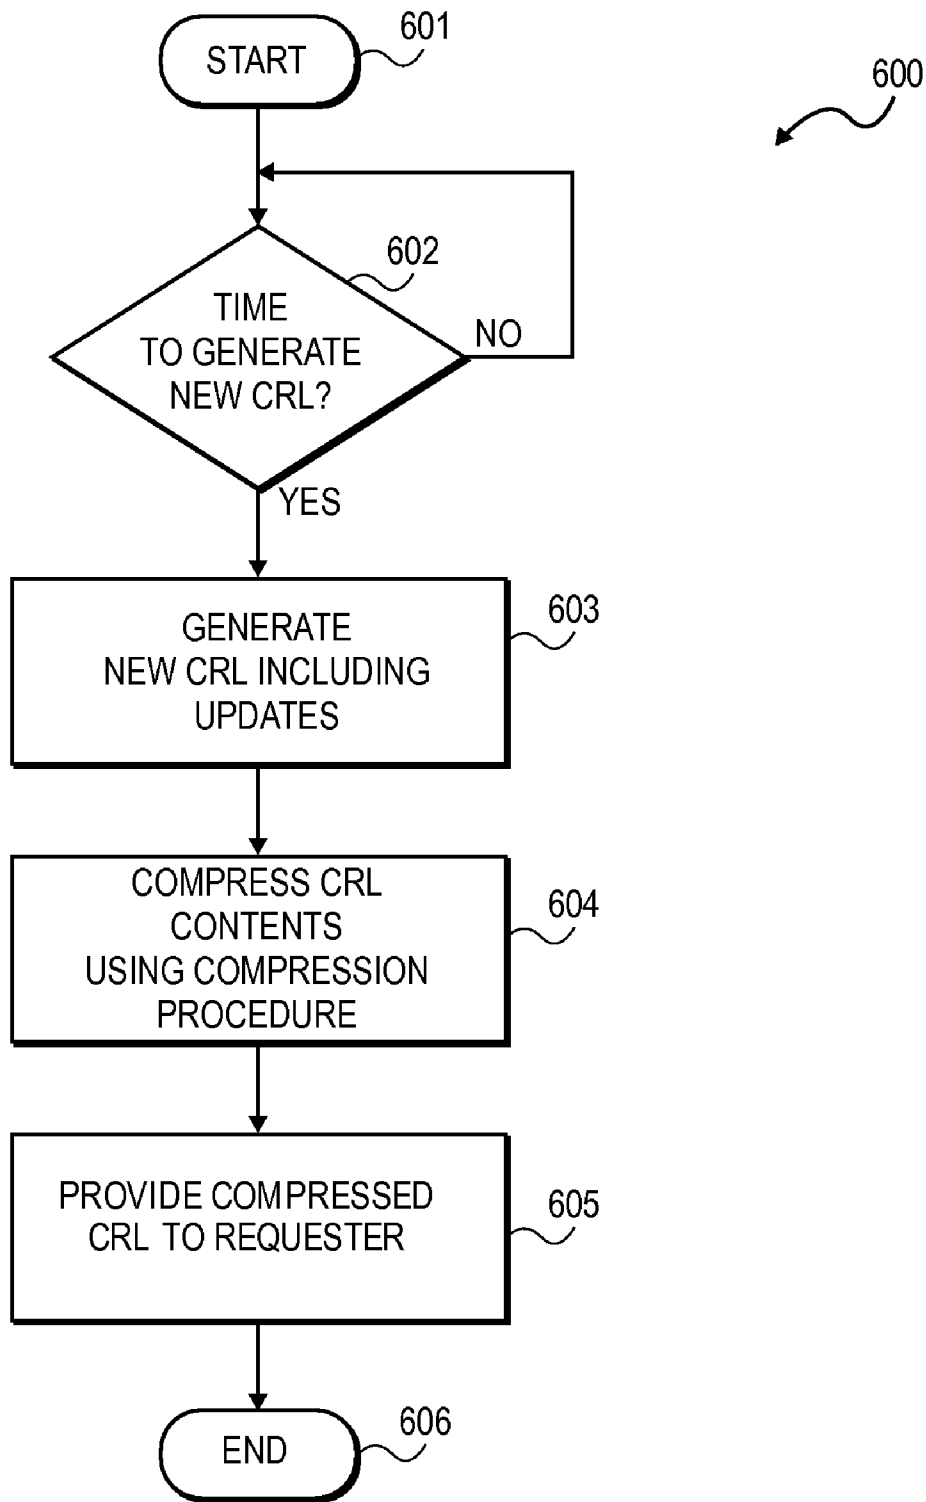 START
601
600
602
TIME
TO GENERATE
NEW CRL?
NO
YES
603
GENERATE
NEW CRL INCLUDING
UPDATES
604
COMPRESS CRL
CONTENTS
USING COMPRESSION
PROCEDURE
605
PROVIDE COMPRESSED
CRL TO REQUESTER
END
606